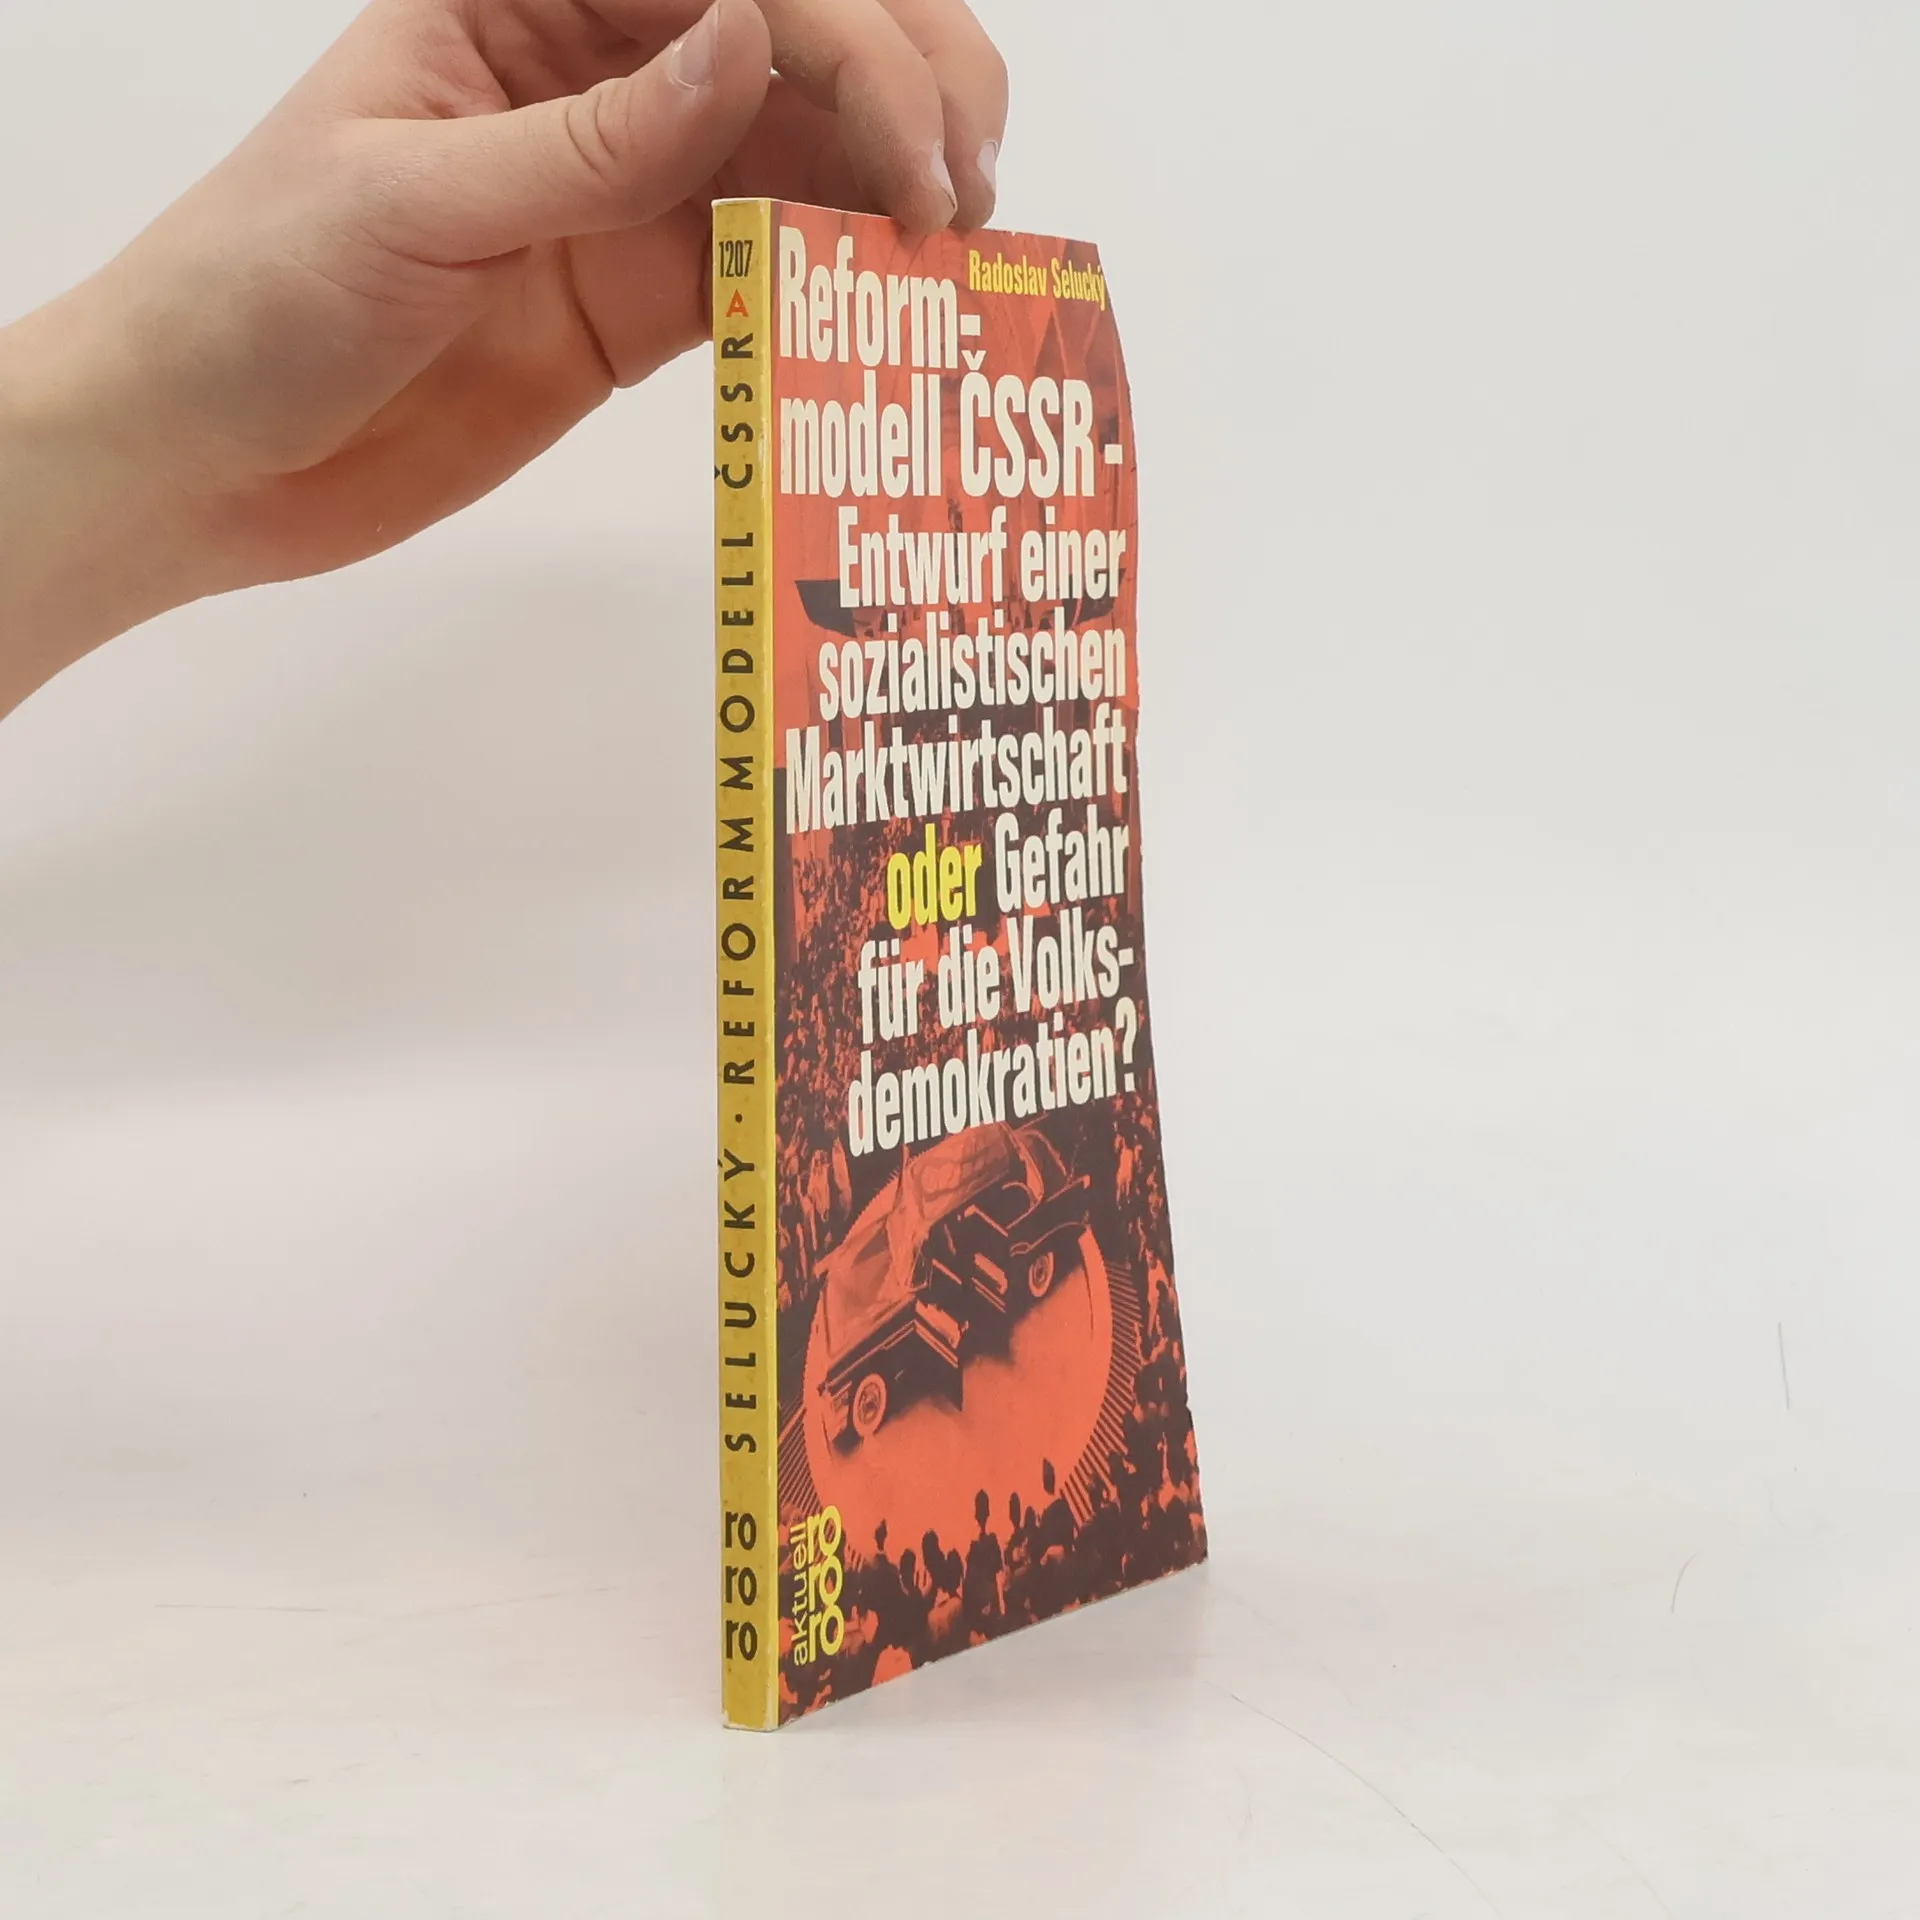 1207 A
SELUCKÝ · REFORMMODELL ČSSR
ro
ro
ro
Radoslav Selucký
Reform-
modell ČSSR -
Entwurf einer
sozialistischen
Marktwirtschaft
oder Gefahr
für die Volks-
demokratien?
aktuell
rororo